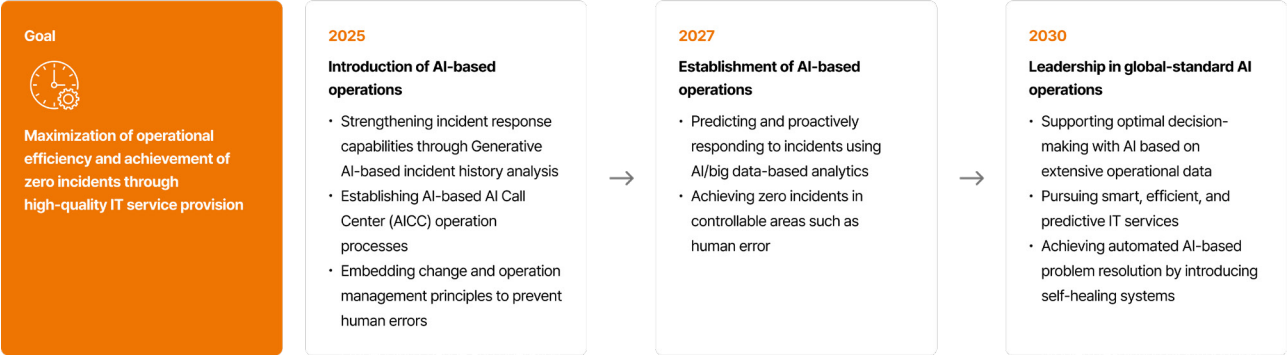 Goal
Maximization of operational
efficiency and achievement of
zero incidents through
high-quality IT service provision
2025
Introduction of AI-based
operations
• Strengthening incident response
capabilities through Generative
AI-based incident history analysis
• Establishing AI-based AI Call
Center (AICC) operation
processes
• Embedding change and operation
management principles to prevent
human errors
2027
Establishment of AI-based
operations
• Predicting and proactively
responding to incidents using
AI/big data-based analytics
• Achieving zero incidents in
controllable areas such as
human error
2030
Leadership in global-standard AI
operations
• Supporting optimal decision-
making with AI based on
extensive operational data
• Pursuing smart, efficient, and
predictive IT services
• Achieving automated AI-based
problem resolution by introducing
self-healing systems